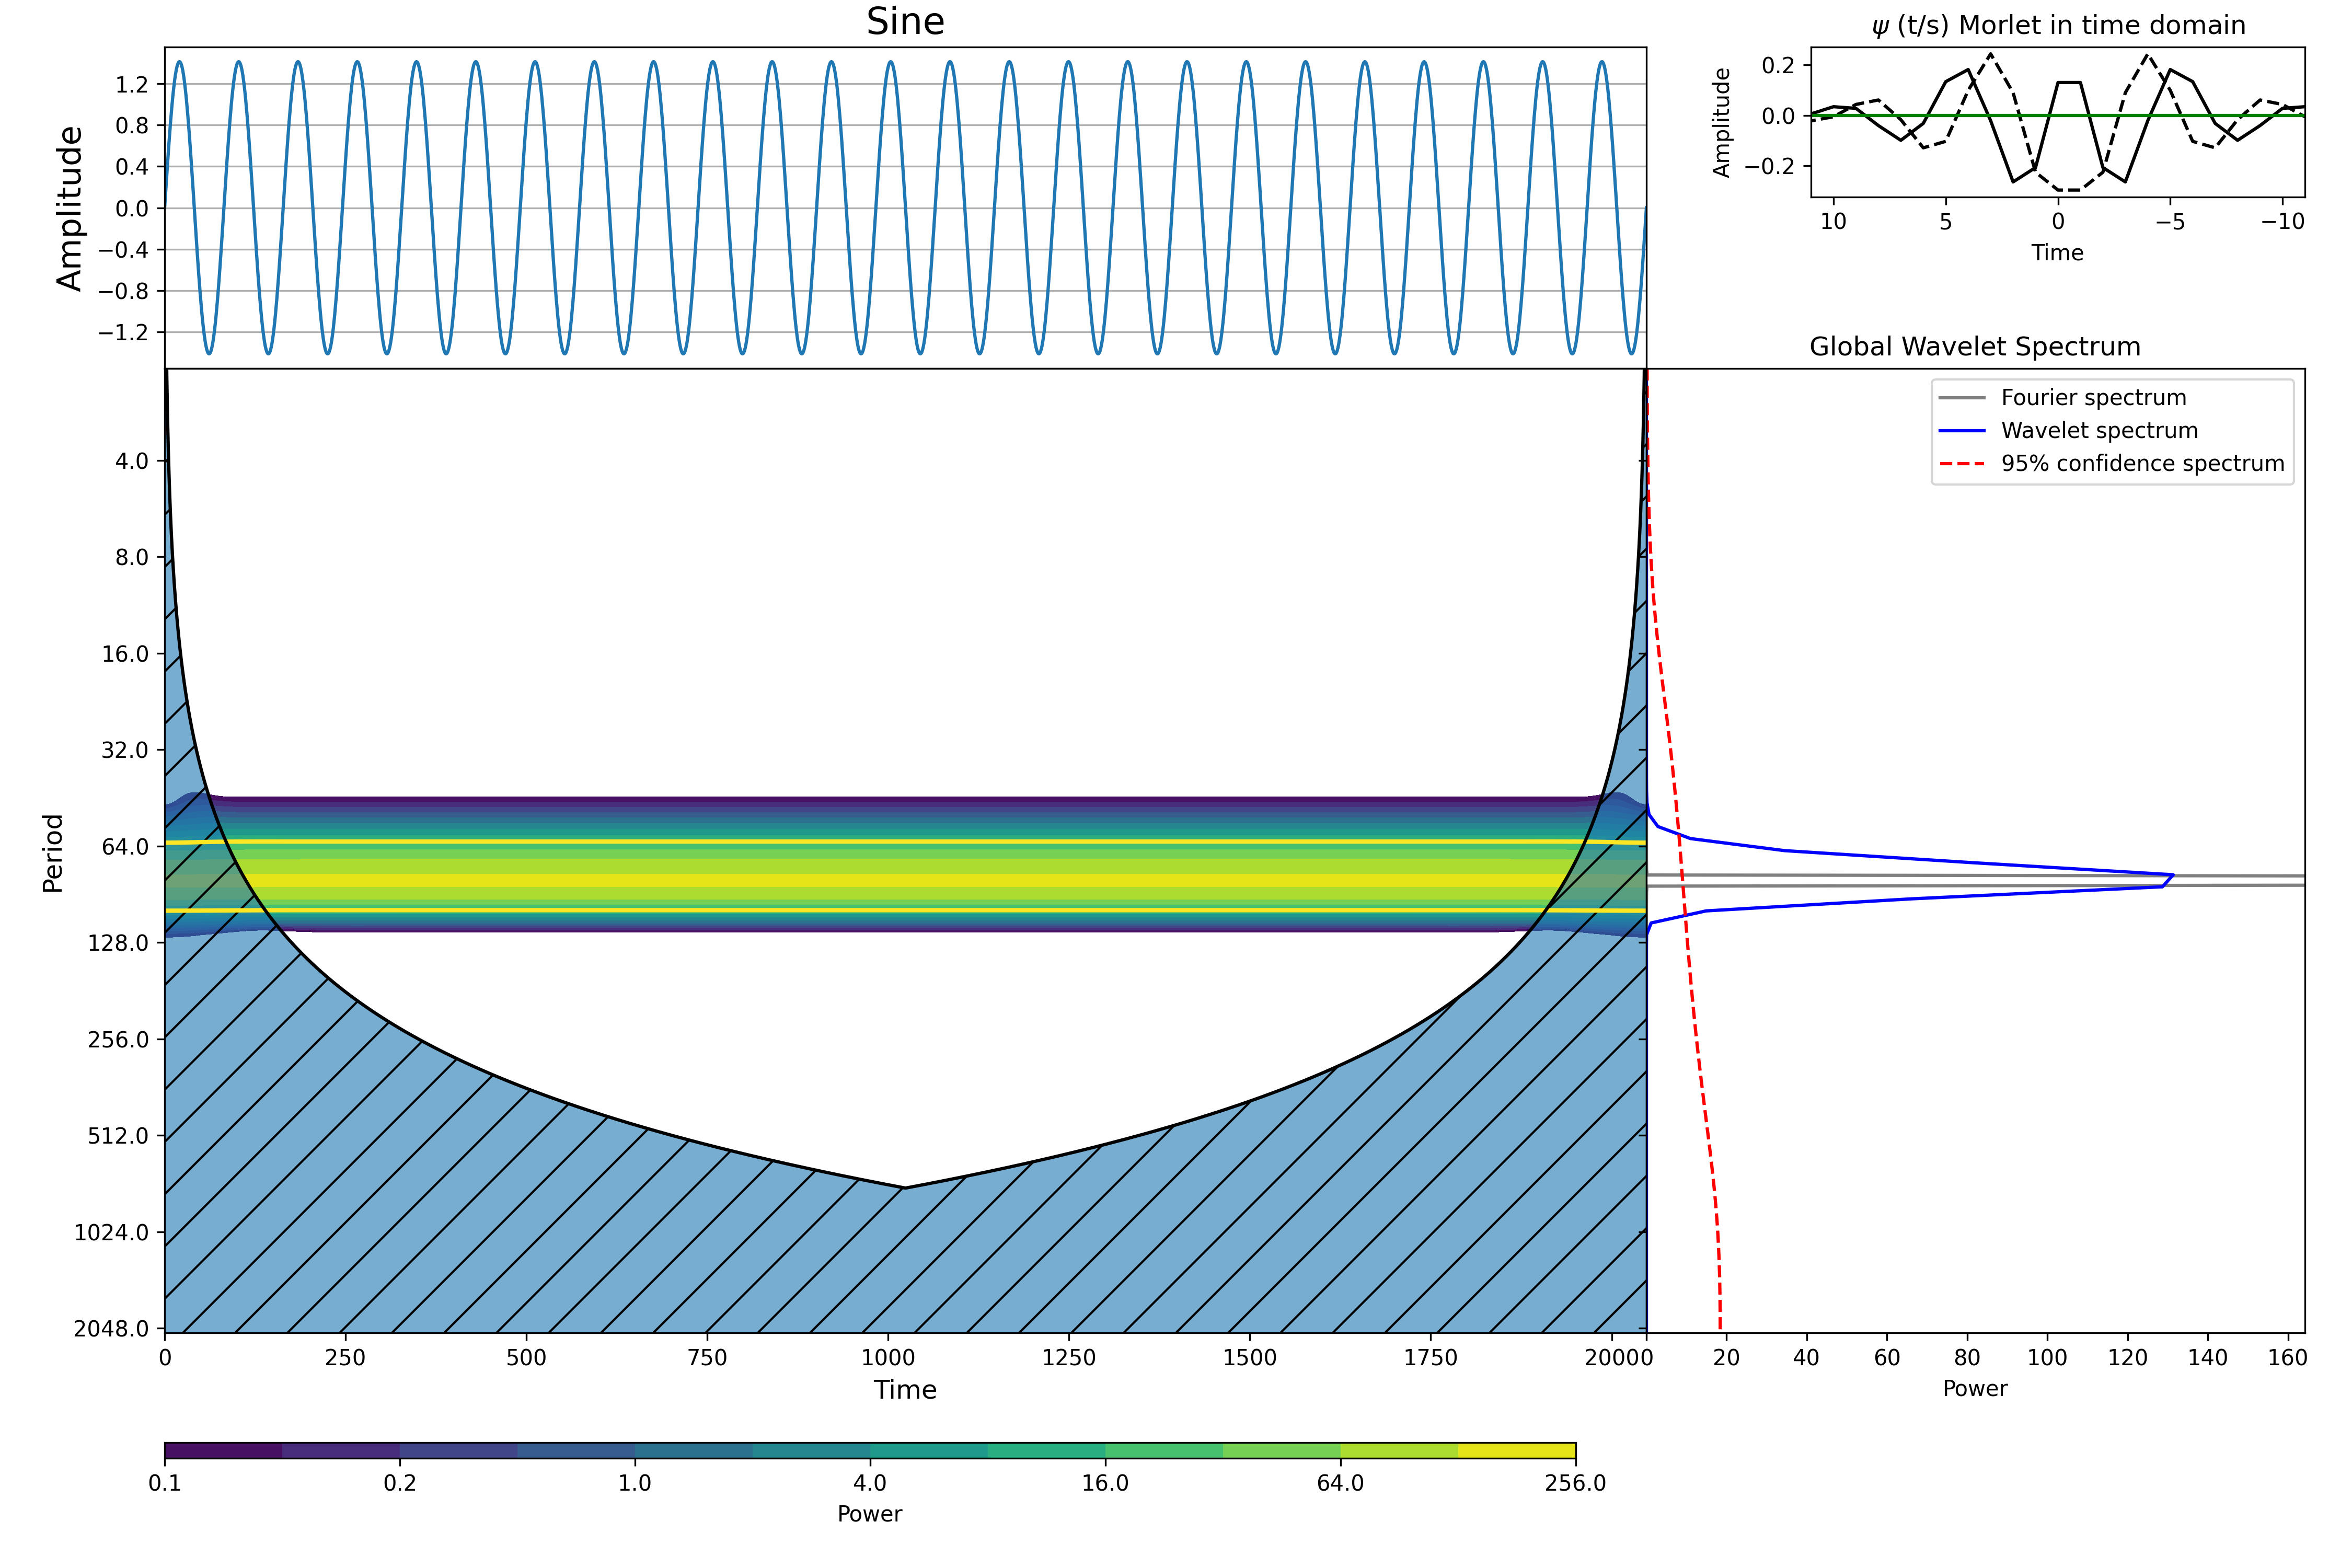 Sine
Amplitude
1.2
0.8
0.4
0.0
−0.4
−0.8
−1.2
ψ (t/s) Morlet in time domain
Amplitude
0.2
0.0
−0.2
10 5 0 −5 −10
Time
Period
4.0
8.0
16.0
32.0
64.0
128.0
256.0
512.0
1024.0
2048.0
0 250 500 750 1000 1250 1500 1750 2000
Time
Global Wavelet Spectrum
Fourier spectrum
Wavelet spectrum
95% confidence spectrum
0 20 40 60 80 100 120 140 160
Power
0.1 0.2 1.0 4.0 16.0 64.0 256.0
Power